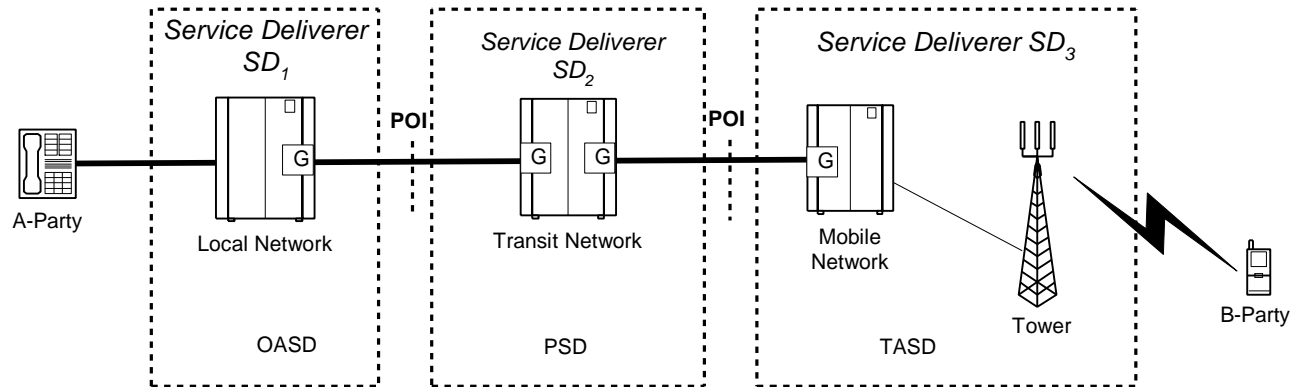 Service Deliverer
SD1
Service Deliverer
SD2
Service Deliverer SD3
POI
POI
G
G
G
G
A-Party
Local Network
Transit Network
Mobile
Network
Tower
B-Party
OASD
PSD
TASD